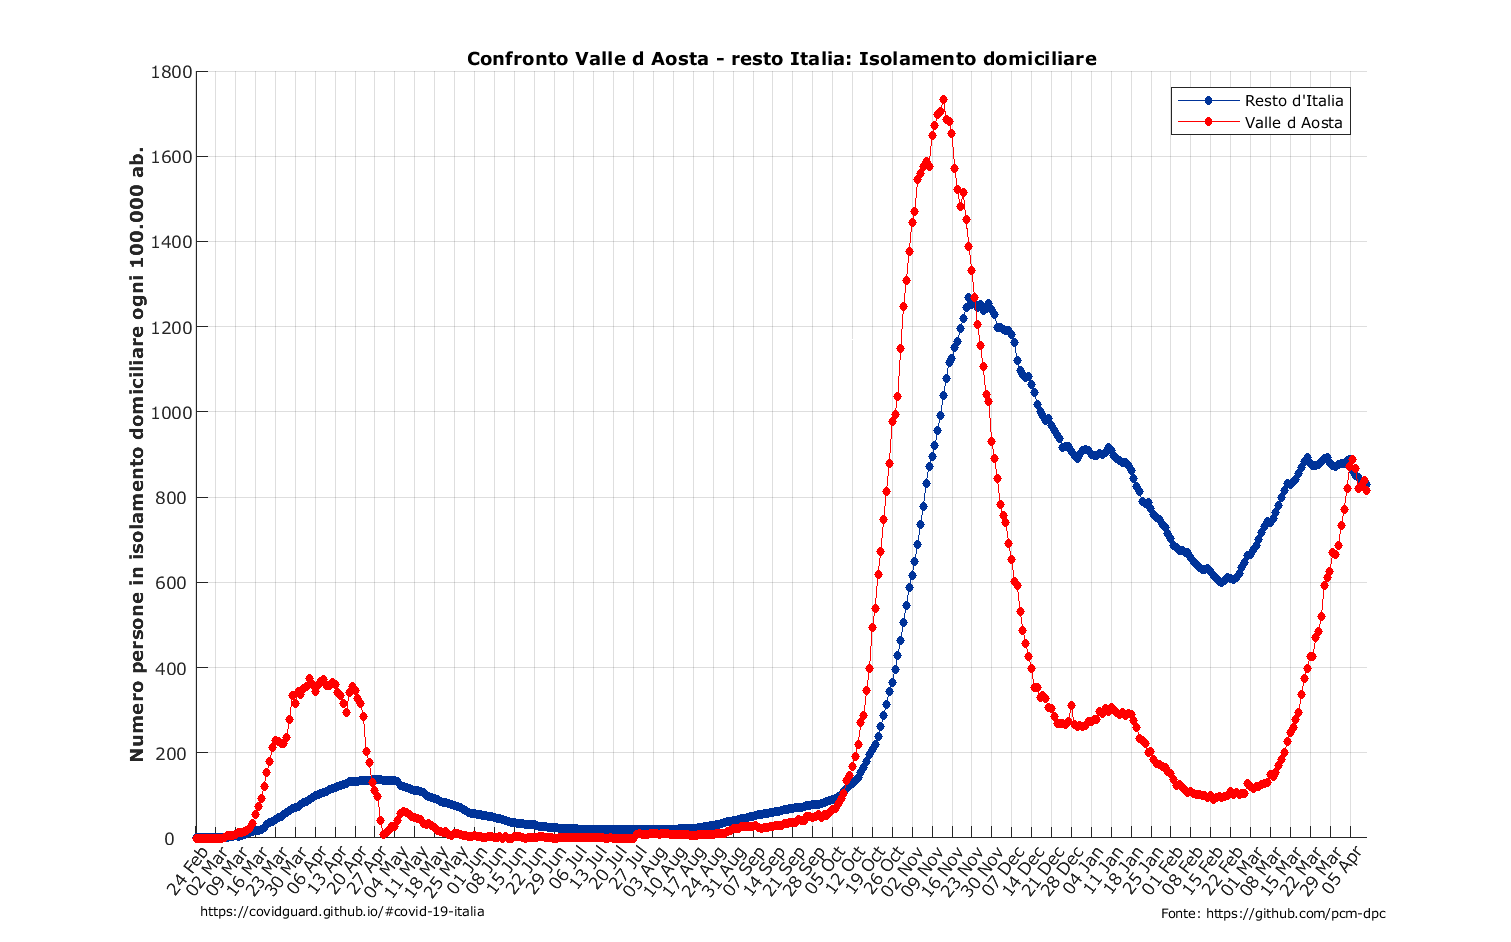 Confronto Valle d Aosta - resto Italia: Isolamento domiciliare
Numero persone in isolamento domiciliare ogni 100.000 ab.
1800
1600
1400
1200
1000
800
600
400
200
0
Resto d'Italia
Valle d Aosta
24 Feb
02 Mar
09 Mar
16 Mar
23 Mar
30 Mar
06 Apr
13 Apr
20 Apr
27 Apr
04 May
11 May
18 May
25 May
01 Jun
08 Jun
15 Jun
22 Jun
29 Jun
06 Jul
13 Jul
20 Jul
27 Jul
03 Aug
10 Aug
17 Aug
24 Aug
31 Aug
07 Sep
14 Sep
21 Sep
28 Sep
05 Oct
12 Oct
19 Oct
26 Oct
02 Nov
09 Nov
16 Nov
23 Nov
30 Nov
07 Dec
14 Dec
21 Dec
28 Dec
04 Jan
11 Jan
18 Jan
25 Jan
01 Feb
08 Feb
15 Feb
22 Feb
01 Mar
08 Mar
15 Mar
22 Mar
29 Mar
05 Apr
https://covidguard.github.io/#covid-19-italia
Fonte: https://github.com/pcm-dpc